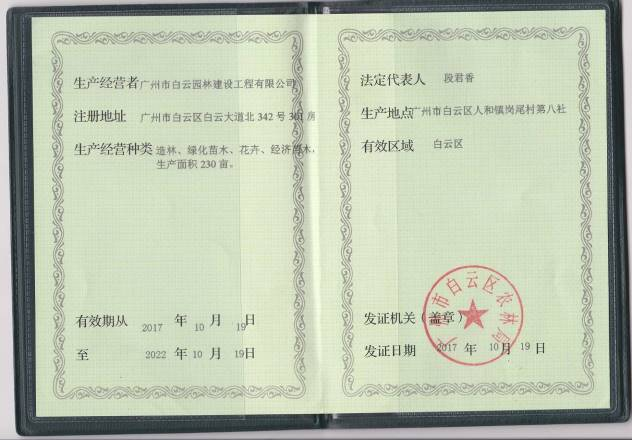 生产经营者 广州市白云园林建设工程有限公司
注册地址 广州市白云区白云大道北 342 号 301 房
生产经营种类 造林、绿化苗木、花卉、经济苗木，
生产面积 230 亩。
有效期从 2017 年 10 月 19 日
至 2022 年 10 月 19 日
法定代表人 段君香
生产地点 广州市白云区人和镇岗尾村第八社
有效区域 白云区
发证机关（盖章）
发证日期 2017 年 10 月 19 日
广州市白云区农林局